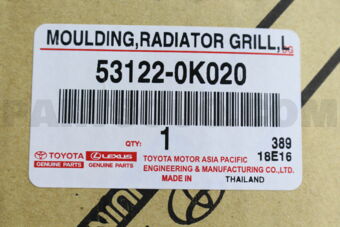 MOULDING,RADIATOR GRILL,L
53122-0K020
QTY: 1 389
18E16
TOYOTA LEXUS
GENUINE PARTS GENUINE PARTS
TOYOTA MOTOR ASIA PACIFIC
ENGINEERING & MANUFACTURING CO.,LTD.
MADE IN THAILAND